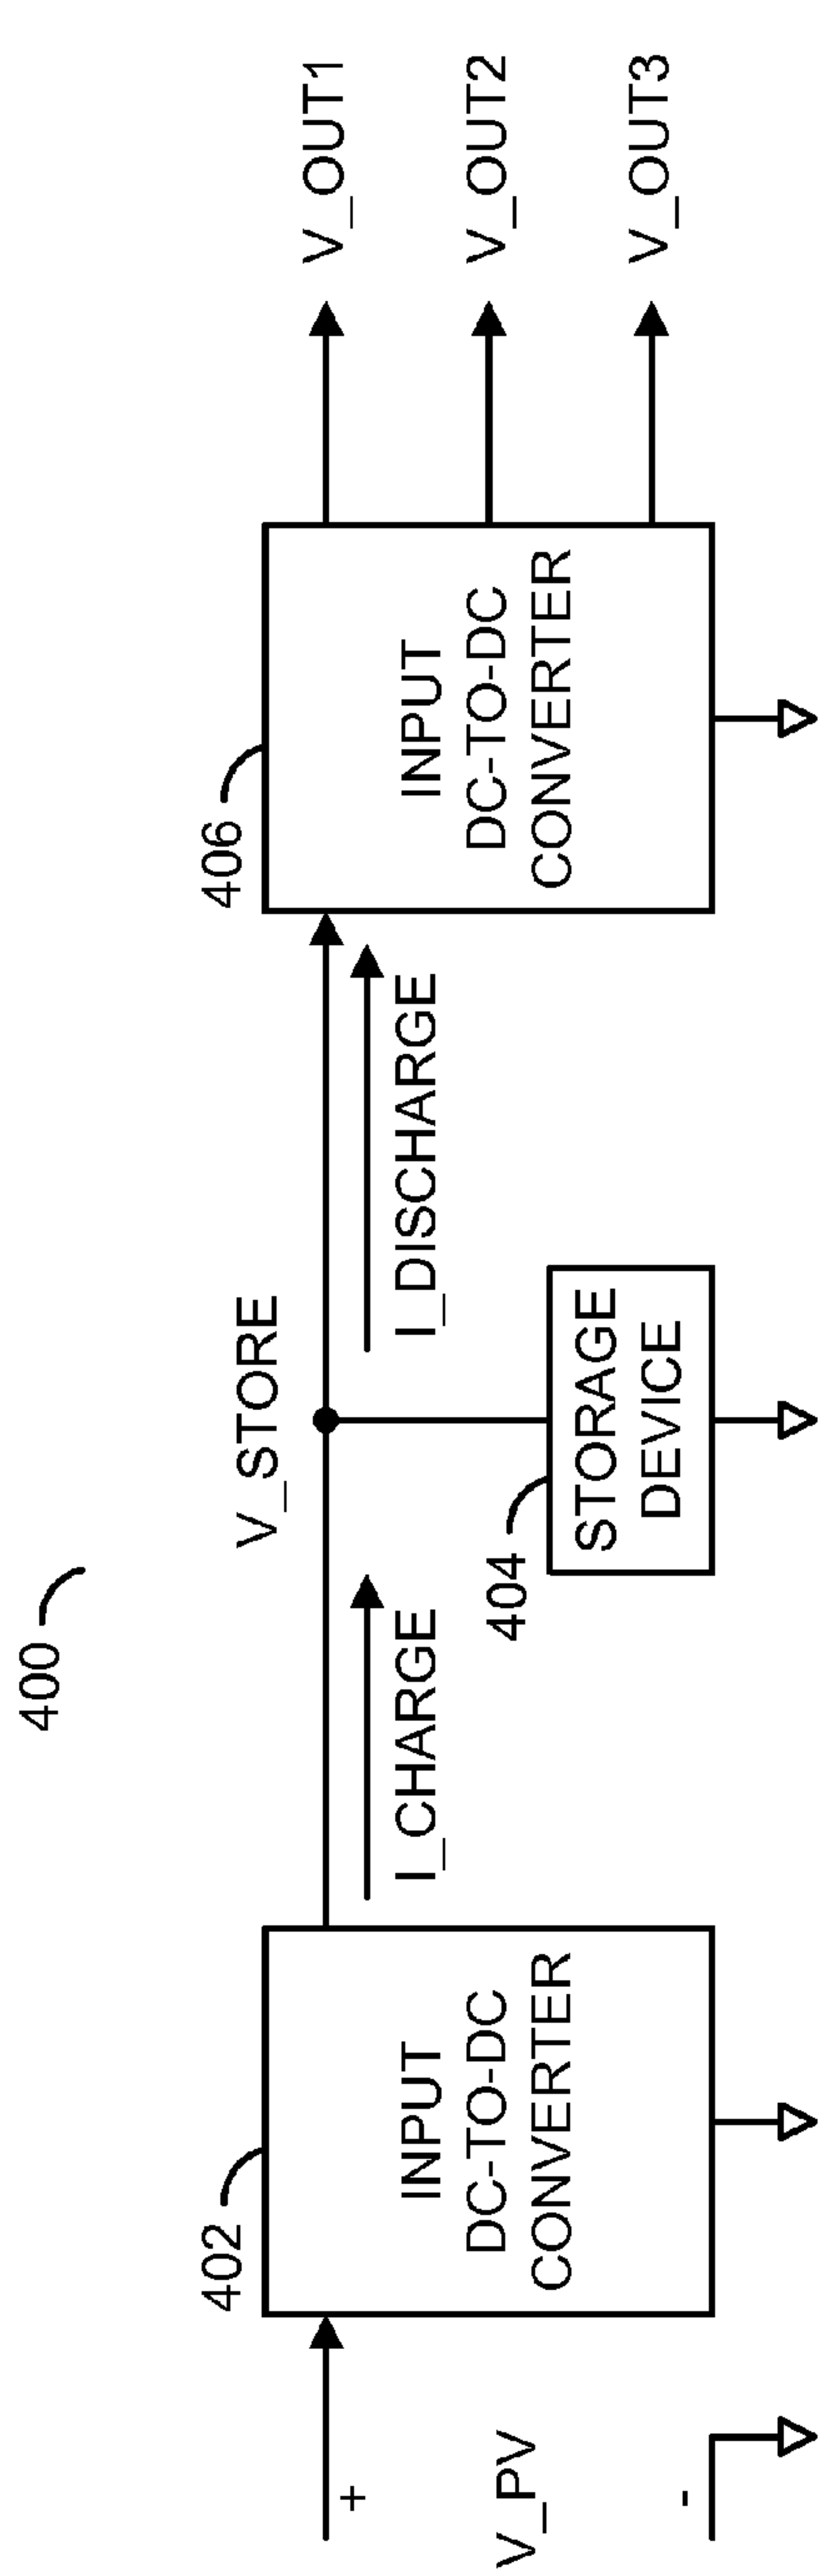 400
V_STORE
402
406
V_OUT1
+
I_CHARGE
I_DISCHARGE
INPUT
DC-TO-DC
CONVERTER
INPUT
DC-TO-DC
CONVERTER
V_OUT2
V_PV
404
STORAGE
DEVICE
V_OUT3
-